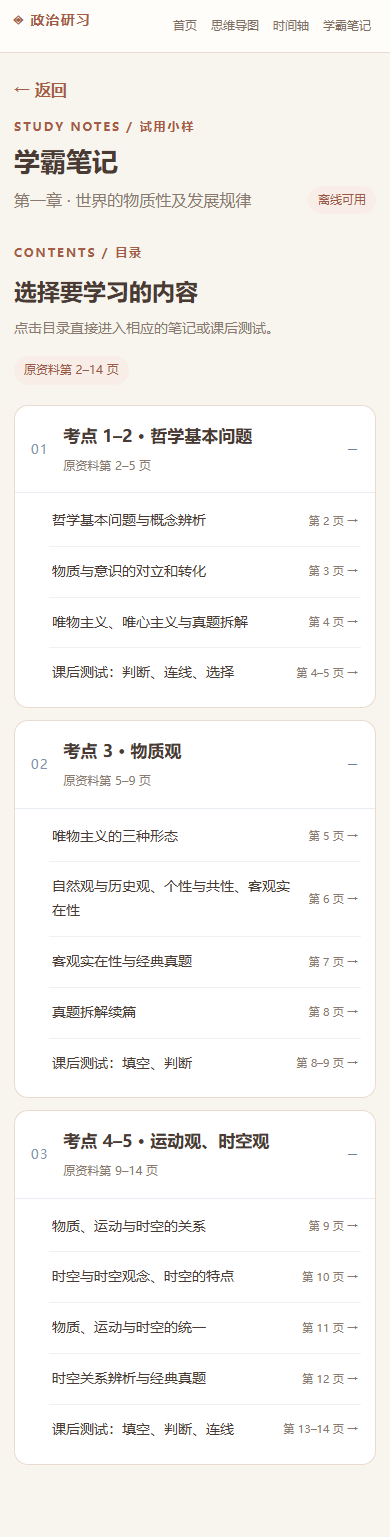 ◈ 政治研习
首页 思维导图 时间轴 学霸笔记
← 返回
STUDY NOTES / 试用小样
学霸笔记
第一章 · 世界的物质性及发展规律
离线可用
CONTENTS / 目录
选择要学习的内容
点击目录直接进入相应的笔记或课后测试。
原资料第 2–14 页
01 考点 1–2 · 哲学基本问题 –
原资料第 2–5 页
哲学基本问题与概念辨析 第 2 页 →
物质与意识的对立和转化 第 3 页 →
唯物主义、唯心主义与真题拆解 第 4 页 →
课后测试：判断、连线、选择 第 4–5 页 →
02 考点 3 · 物质观 –
原资料第 5–9 页
唯物主义的三种形态 第 5 页 →
自然观与历史观、个性与共性、客观实
在性 第 6 页 →
客观实在性与经典真题 第 7 页 →
真题拆解续篇 第 8 页 →
课后测试：填空、判断 第 8–9 页 →
03 考点 4–5 · 运动观、时空观 –
原资料第 9–14 页
物质、运动与时空的关系 第 9 页 →
时空与时空观念、时空的特点 第 10 页 →
物质、运动与时空的统一 第 11 页 →
时空关系辨析与经典真题 第 12 页 →
课后测试：填空、判断、连线 第 13–14 页 →